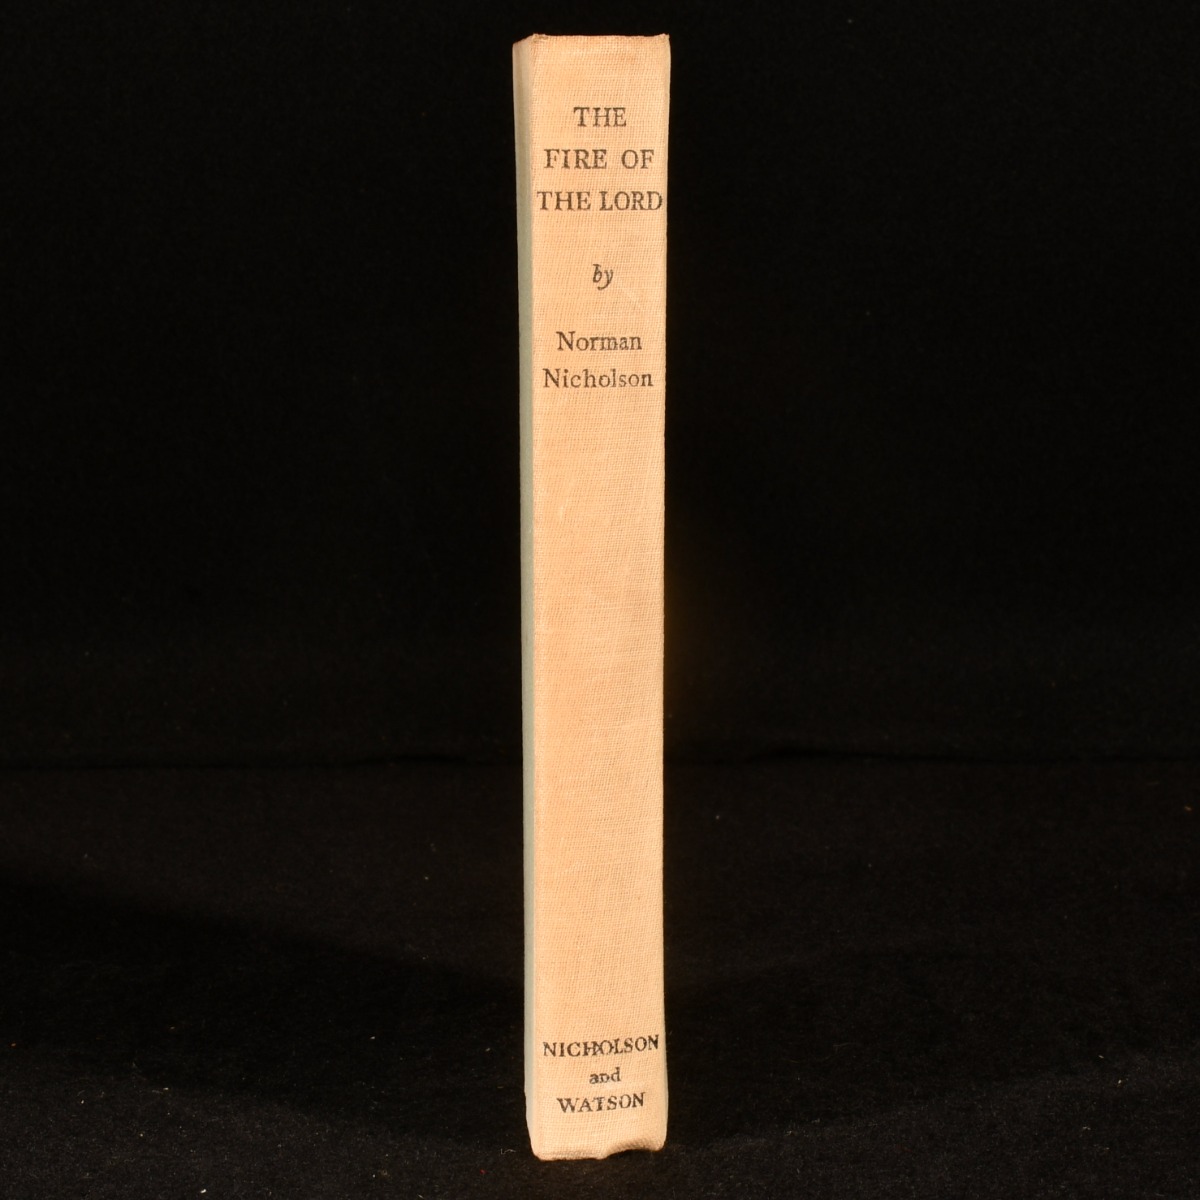 THE
FIRE OF
THE LORD
by
Norman
Nicholson
NICHOLSON
and
WATSON